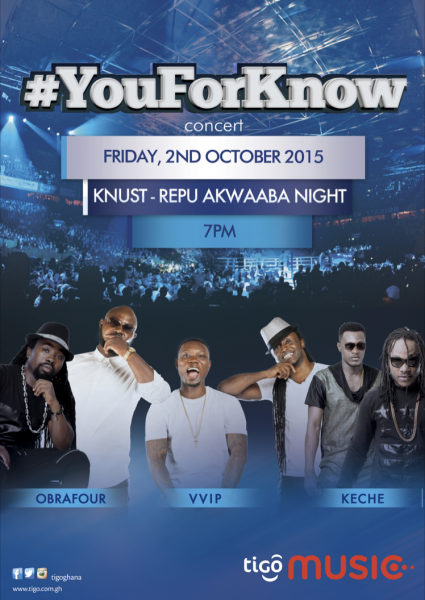 #YouForKnow
concert
FRIDAY, 2ND OCTOBER 2015
KNUST - REPU AKWAABA NIGHT
7PM
OBRAFOUR
VVIP
KECHE
tigo MUSIC
tigoghana
www.tigo.com.gh